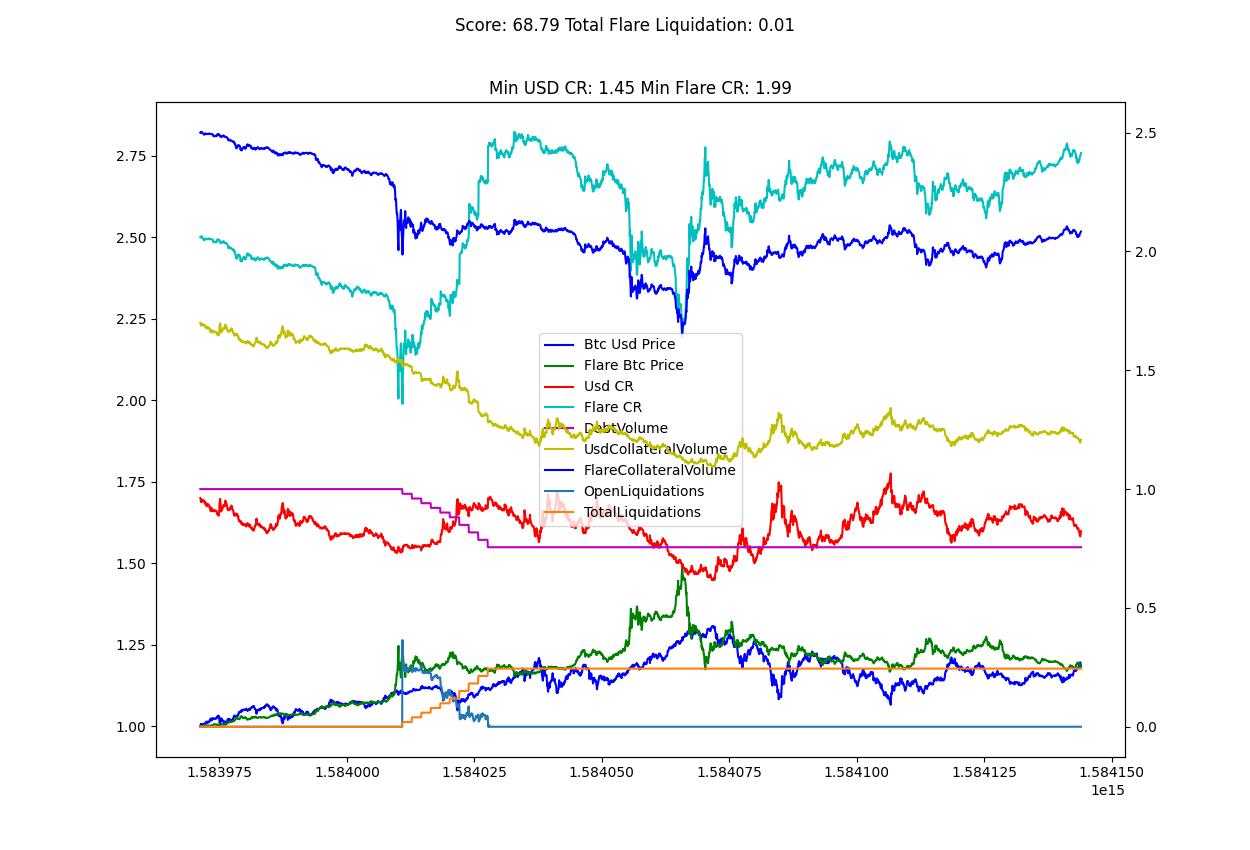 Score: 68.79 Total Flare Liquidation: 0.01
Min USD CR: 1.45 Min Flare CR: 1.99
2.75
2.50
2.25
2.00
1.75
1.50
1.25
1.00
2.5
2.0
1.5
1.0
0.5
0.0
Btc Usd Price
Flare Btc Price
Usd CR
Flare CR
DebtVolume
UsdCollateralVolume
FlareCollateralVolume
OpenLiquidations
TotalLiquidations
1.583975 1.584000 1.584025 1.584050 1.584075 1.584100 1.584125 1.584150
1e15